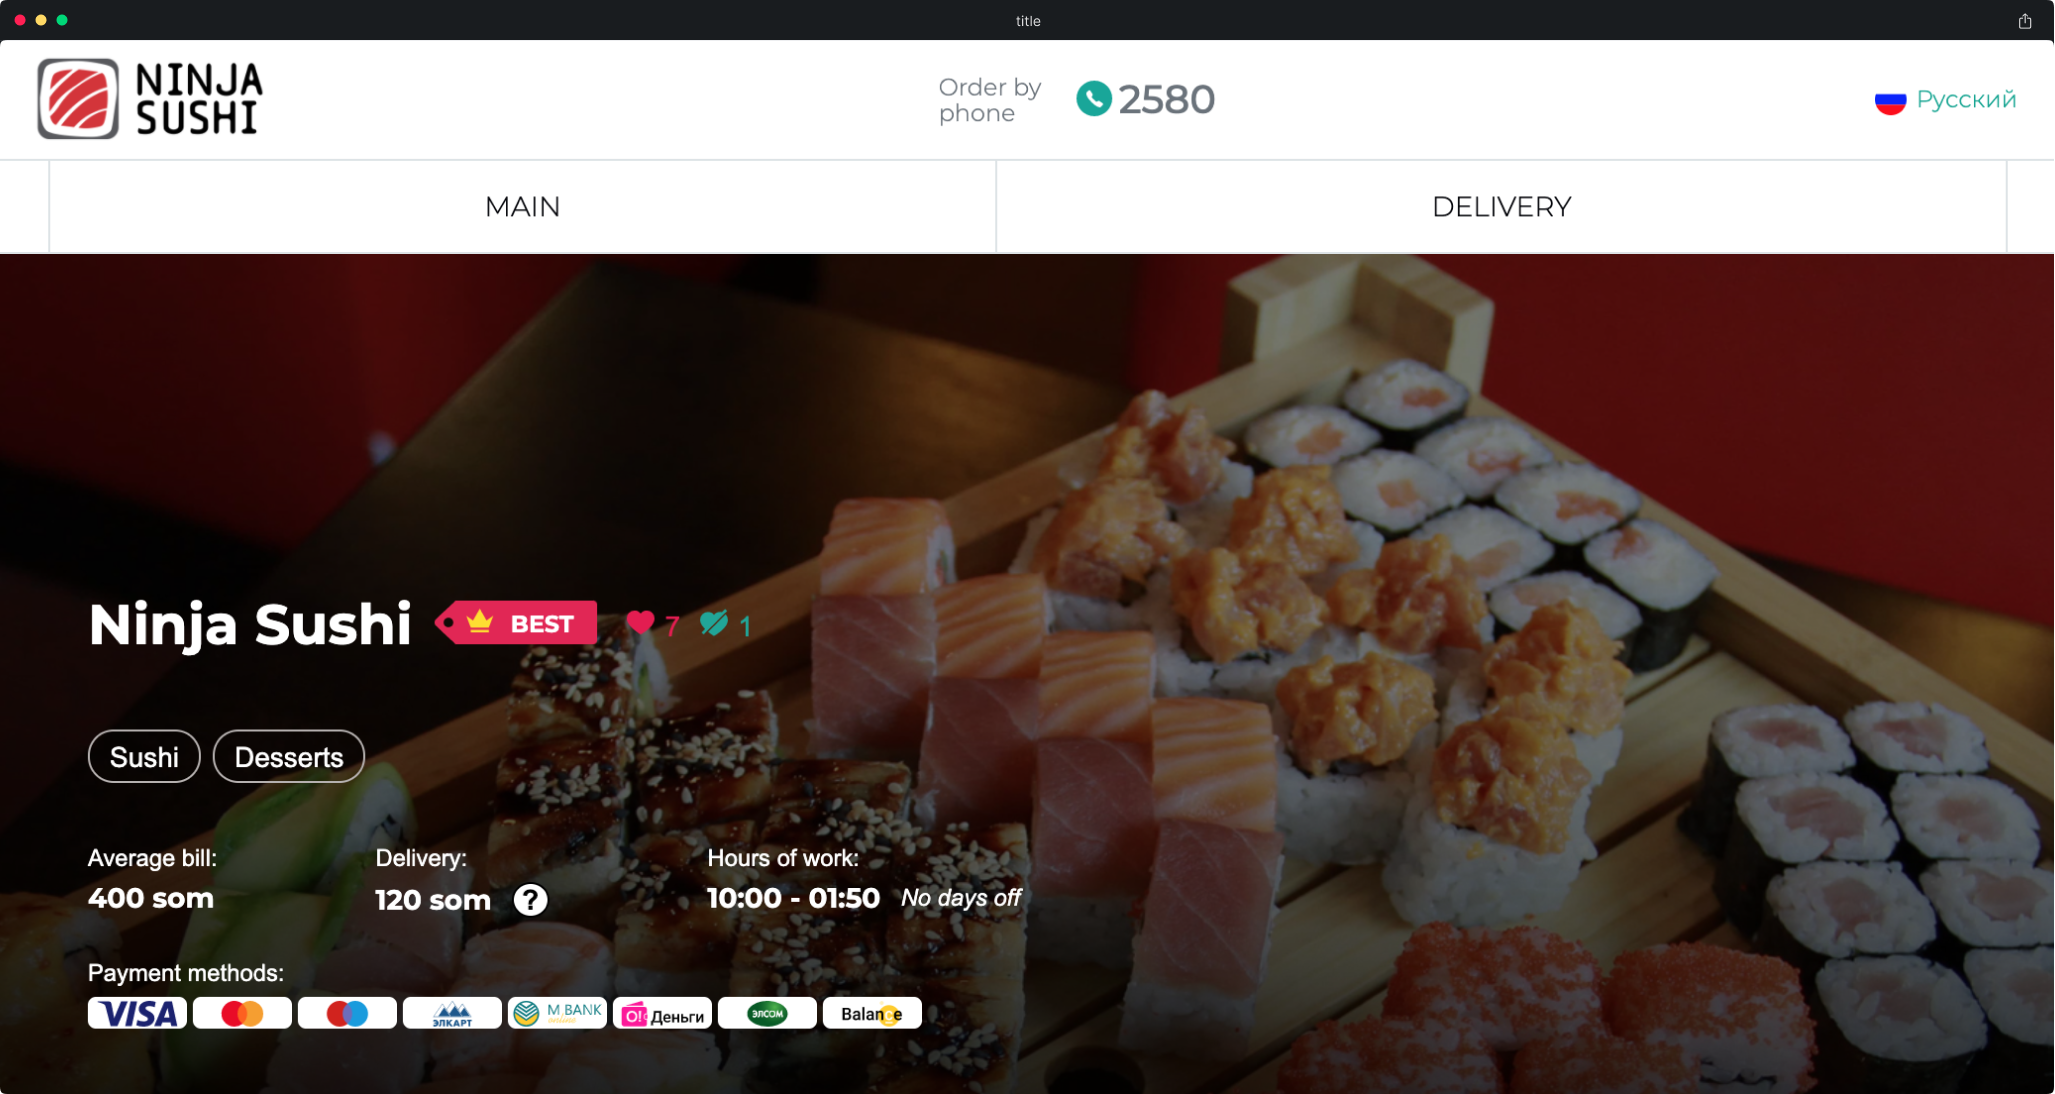 title
NINJA
SUSHI
Order by
phone
2580
Русский
MAIN
DELIVERY
Ninja Sushi
BEST
7
1
Sushi
Desserts
Average bill:
400 som
Delivery:
120 som ?
Hours of work:
10:00 - 01:50 No days off
Payment methods:
VISA
ЭЛКАРТ
M BANK
online
О! Деньги
ЭЛСОМ
Balance